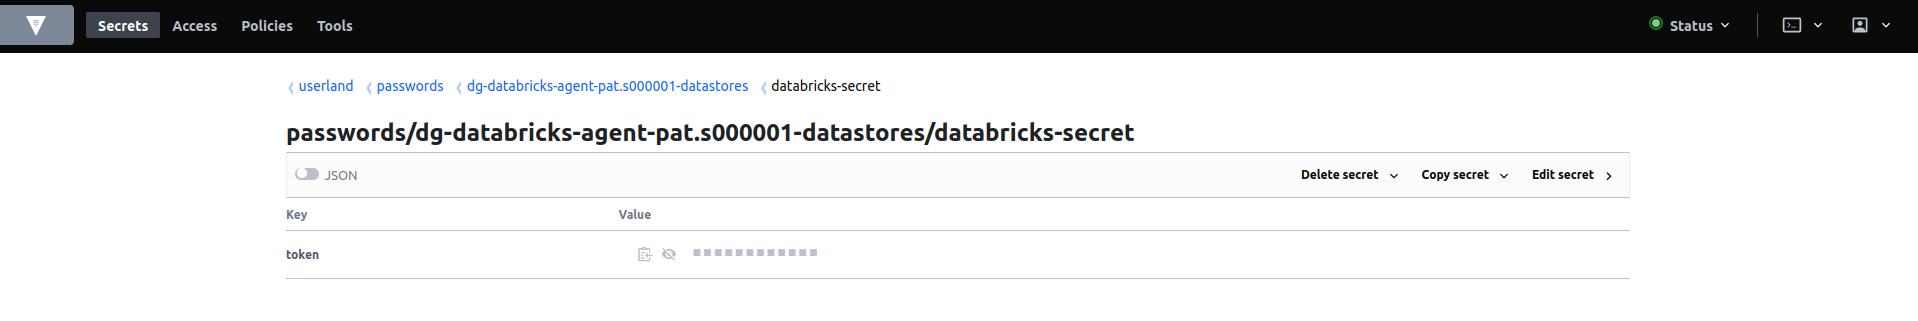 Secrets Access Policies Tools Status
userland passwords dg-databricks-agent-pat.s000001-datastores databricks-secret
passwords/dg-databricks-agent-pat.s000001-datastores/databricks-secret
JSON Delete secret Copy secret Edit secret
Key Value
token